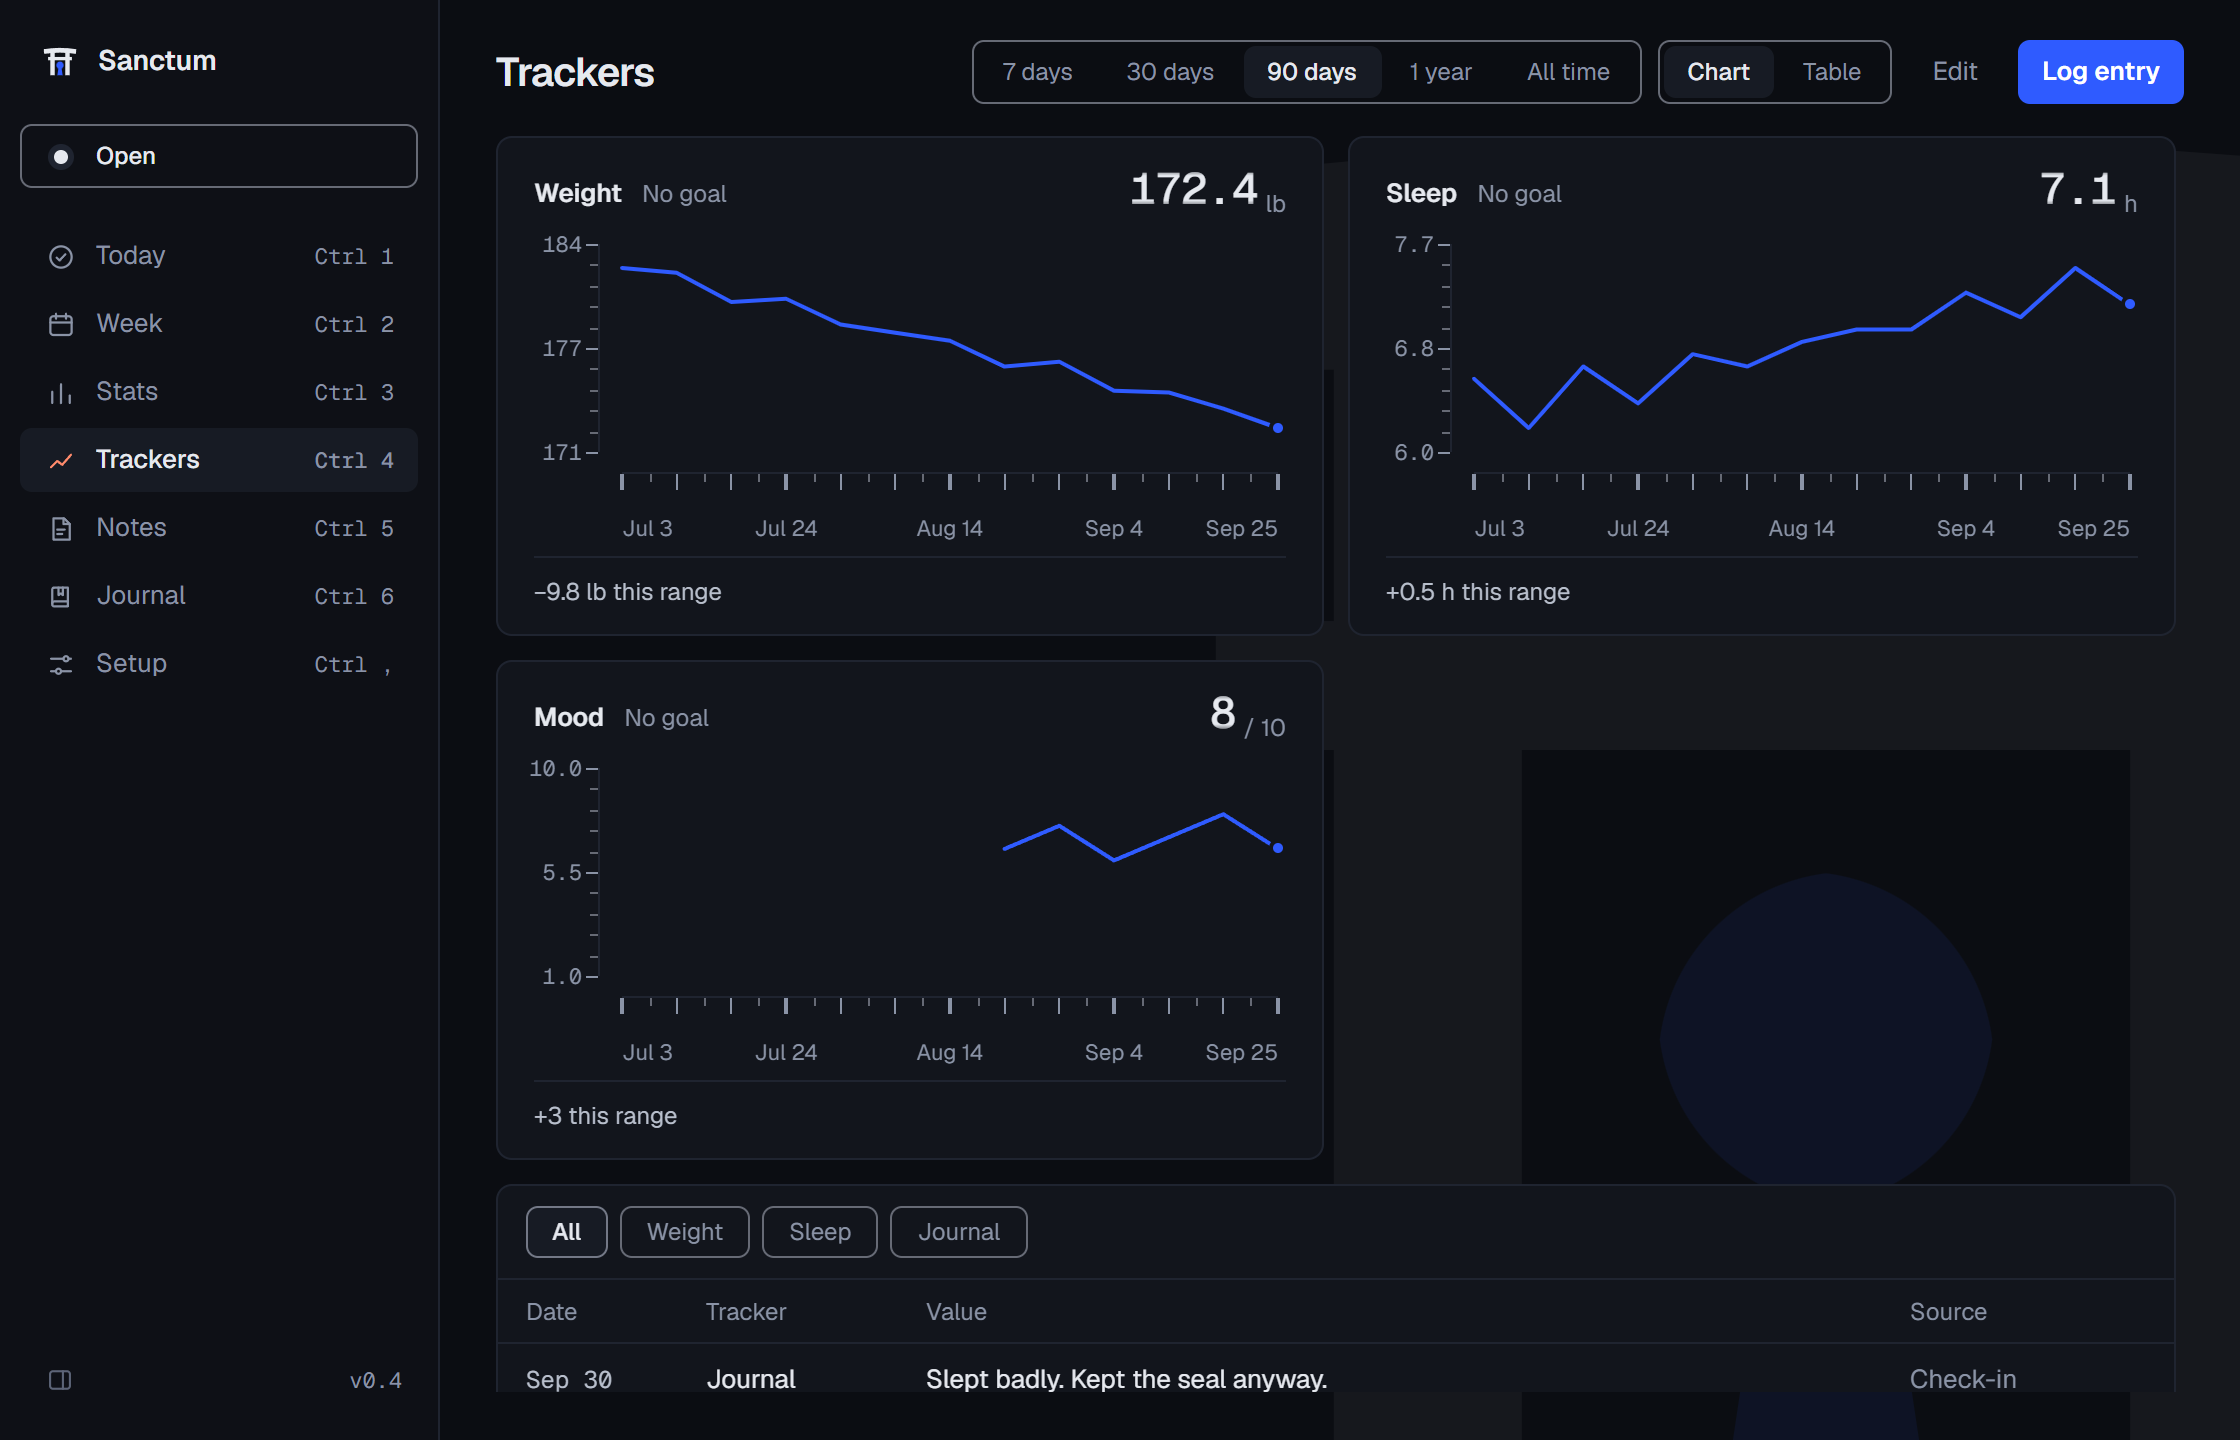 Sanctum
Open
Today Ctrl 1
Week Ctrl 2
Stats Ctrl 3
Trackers Ctrl 4
Notes Ctrl 5
Journal Ctrl 6
Setup Ctrl ,
v0.4
Trackers
7 days 30 days 90 days 1 year All time
Chart Table
Edit
Log entry
Weight No goal 172.4 lb
184
177
171
Jul 3 Jul 24 Aug 14 Sep 4 Sep 25
−9.8 lb this range
Sleep No goal 7.1 h
7.7
6.8
6.0
Jul 3 Jul 24 Aug 14 Sep 4 Sep 25
+0.5 h this range
Mood No goal 8 / 10
10.0
5.5
1.0
Jul 3 Jul 24 Aug 14 Sep 4 Sep 25
+3 this range
All Weight Sleep Journal
Date Tracker Value Source
Sep 30 Journal Slept badly. Kept the seal anyway. Check-in